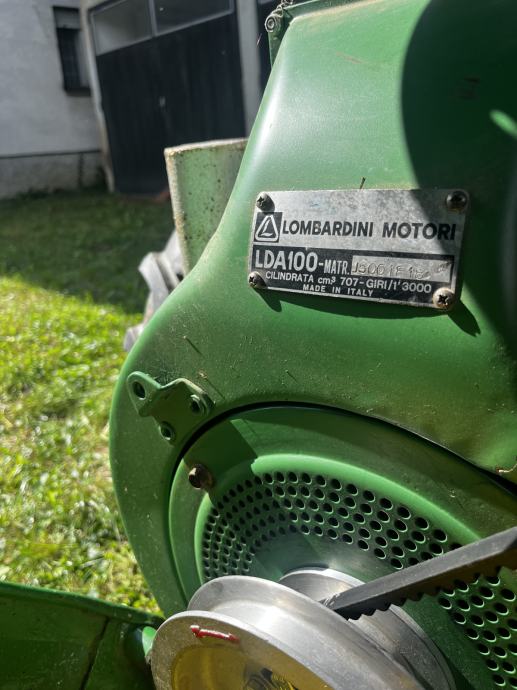 LOMBARDINI MOTORI
LDA100-MATR.
CILINDRATA cm³ 707-GIRI/1' 3000
MADE IN ITALY